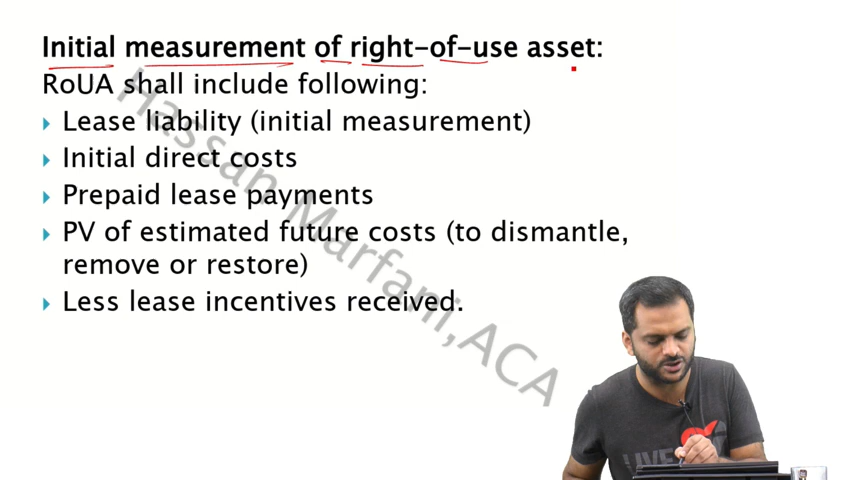 Initial measurement of right-of-use asset:
RoUA shall include following:
Lease liability (initial measurement)
Initial direct costs
Prepaid lease payments
PV of estimated future costs (to dismantle,
remove or restore)
Less lease incentives received.
Hassan Marfani,ACA
LIVE